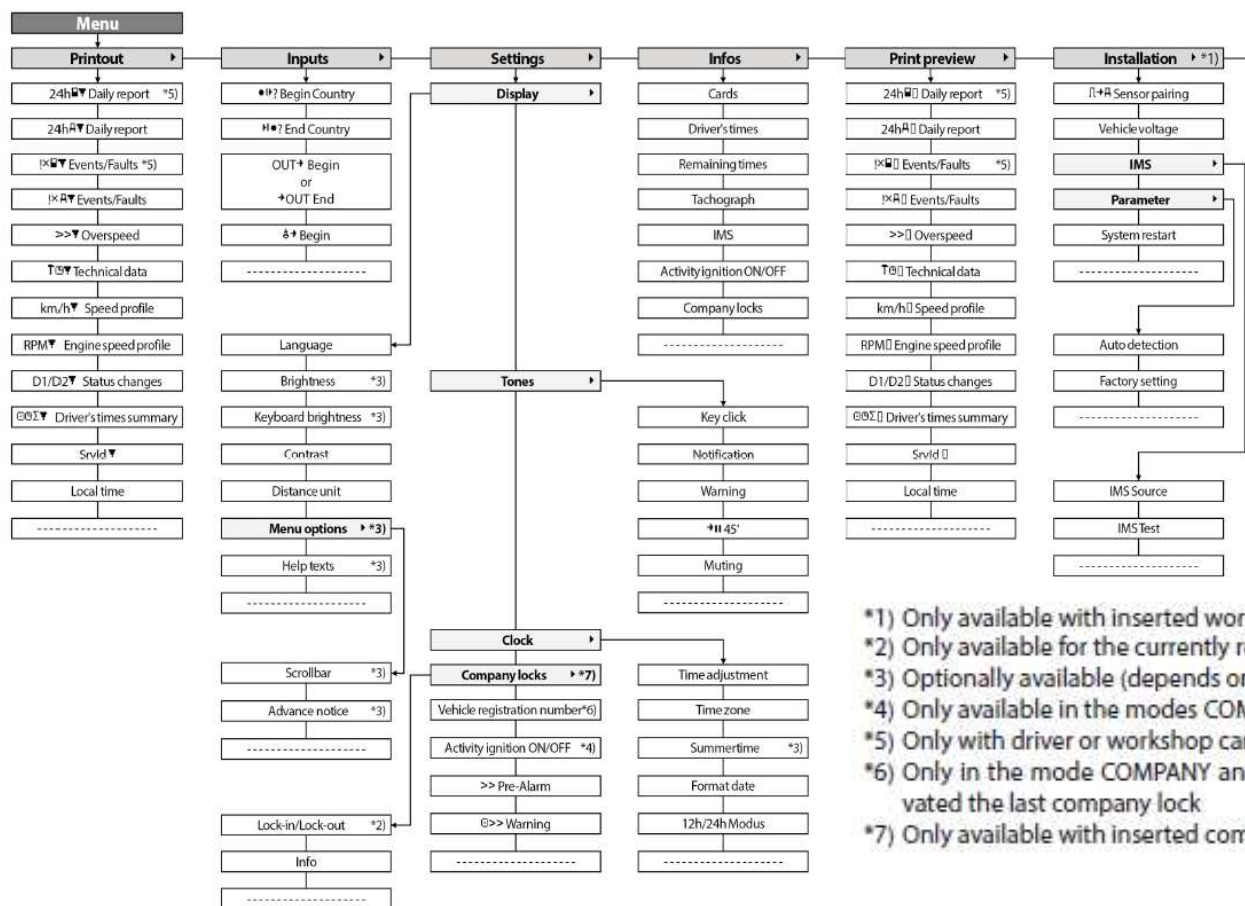 Menu
Printout
24h Daily report *5)
24h Daily report
!× Events/Faults *5)
!× Events/Faults
>>▼ Overspeed
Technical data
km/h▼ Speed profile
RPM▼ Engine speed profile
D1/D2▼ Status changes
Driver's times summary
SrvId ▼
Local time
Inputs
? Begin Country
? End Country
OUT Begin
or
OUT End
Begin
Language
Brightness *3)
Keyboard brightness *3)
Contrast
Distance unit
Menu options *3)
Help texts *3)
Scrollbar *3)
Advance notice *3)
Lock-in/Lock-out *2)
Info
Settings
Display
Tones
Clock
Company locks *7)
Vehicle registration number*6)
Activity ignition ON/OFF *4)
>> Pre-Alarm
>> Warning
Infos
Cards
Driver's times
Remaining times
Tachograph
IMS
Activity ignition ON/OFF
Company locks
Key click
Notification
Warning
45'
Muting
Time adjustment
Time zone
Summertime *3)
Format date
12h/24h Modus
Print preview
24h Daily report *5)
24h Daily report
!× Events/Faults *5)
!× Events/Faults
>> Overspeed
Technical data
km/h Speed profile
RPM Engine speed profile
D1/D2 Status changes
Driver's times summary
SrvId
Local time
Installation *1)
Sensor pairing
Vehicle voltage
IMS
Parameter
System restart
Auto detection
Factory setting
IMS Source
IMS Test
*1) Only available with inserted
*2) Only available for the currently
*3) Optionally available (depends
*4) Only available in the modes
*5) Only with driver or workshop
*6) Only in the mode COMPANY
vated the last company lock
*7) Only available with inserted